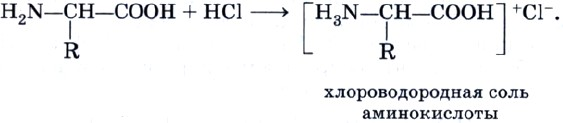 H₂N—CH—COOH + HCl ⟶ [H₃N—CH—COOH]⁺Cl⁻.
R R
хлороводородная соль
аминокислоты